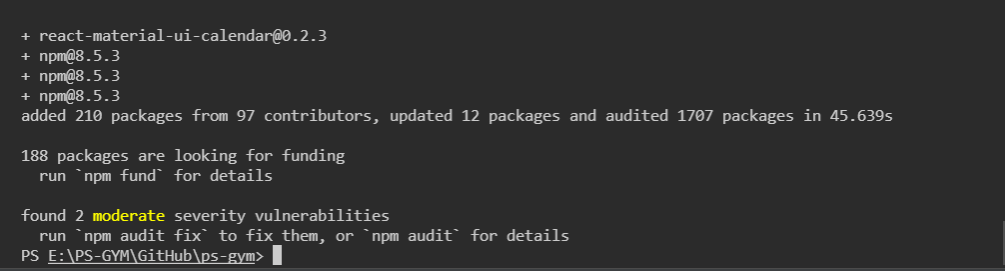 + react-material-ui-calendar@0.2.3
+ npm@8.5.3
+ npm@8.5.3
+ npm@8.5.3
added 210 packages from 97 contributors, updated 12 packages and audited 1707 packages in 45.639s
188 packages are looking for funding
  run `npm fund` for details
found 2 moderate severity vulnerabilities
  run `npm audit fix` to fix them, or `npm audit` for details
PS E:\PS-GYM\GitHub\ps-gym>